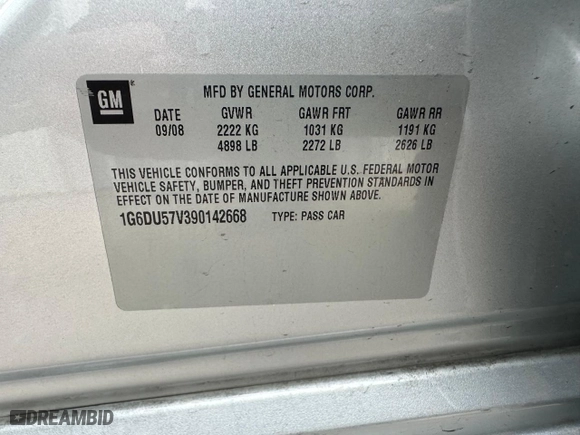 GM
MFD BY GENERAL MOTORS CORP.
DATE GVWR GAWR FRT GAWR RR
09/08 2222 KG 1031 KG 1191 KG
4898 LB 2272 LB 2626 LB
THIS VEHICLE CONFORMS TO ALL APPLICABLE U.S. FEDERAL MOTOR
VEHICLE SAFETY, BUMPER, AND THEFT PREVENTION STANDARDS IN
EFFECT ON THE DATE OF MANUFACTURE SHOWN ABOVE.
1G6DU57V390142668 TYPE: PASS CAR
DREAMBID